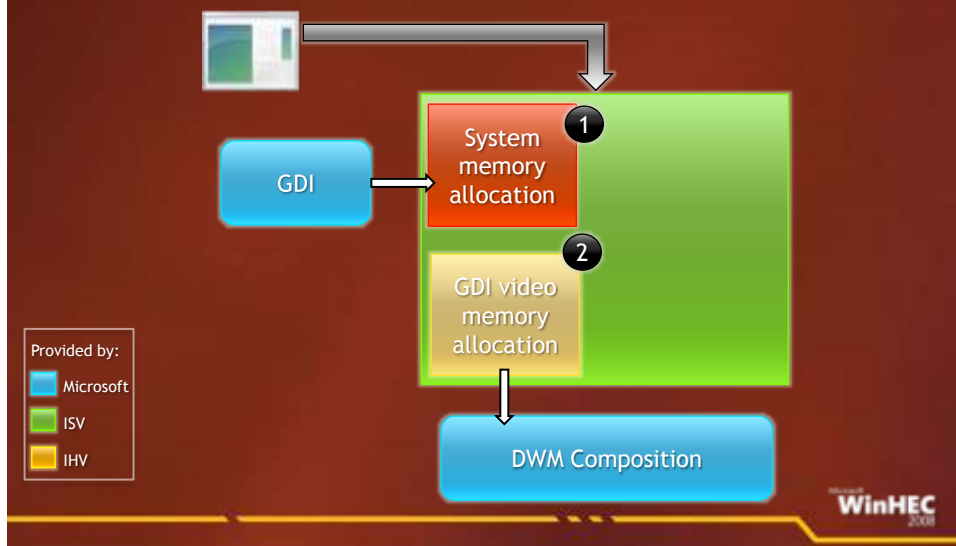 1
System
memory
allocation
GDI
2
GDI video
memory
allocation
Provided by:
Microsoft
ISV
IHV
DWM Composition
Microsoft
WinHEC
2008